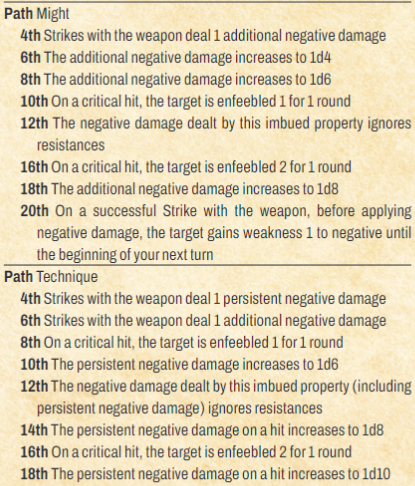 Path Might
4th Strikes with the weapon deal 1 additional negative damage
6th The additional negative damage increases to 1d4
8th The additional negative damage increases to 1d6
10th On a critical hit, the target is enfeebled 1 for 1 round
12th The negative damage dealt by this imbued property ignores
resistances
16th On a critical hit, the target is enfeebled 2 for 1 round
18th The additional negative damage increases to 1d8
20th On a successful Strike with the weapon, before applying
negative damage, the target gains weakness 1 to negative until
the beginning of your next turn
Path Technique
4th Strikes with the weapon deal 1 persistent negative damage
6th Strikes with the weapon deal 1 additional negative damage
8th On a critical hit, the target is enfeebled 1 for 1 round
10th The persistent negative damage increases to 1d6
12th The negative damage dealt by this imbued property (including
persistent negative damage) ignores resistances
14th The persistent negative damage on a hit increases to 1d8
16th On a critical hit, the target is enfeebled 2 for 1 round
18th The persistent negative damage on a hit increases to 1d10